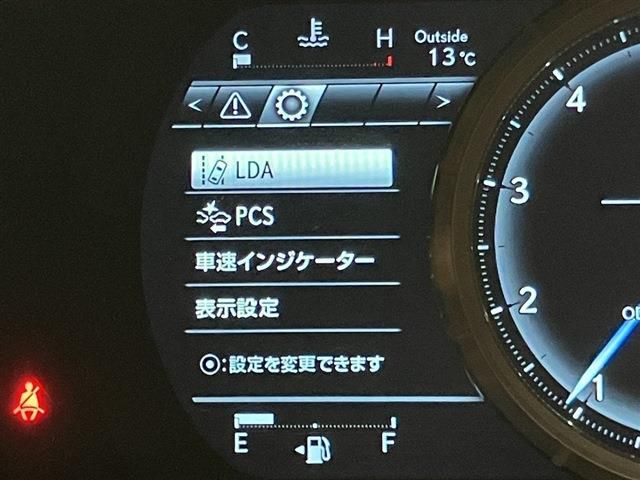 C H Outside
13℃
< >
4
LDA
3
PCS
車速インジケーター
2
表示設定
◉:設定を変更できます
1
E F